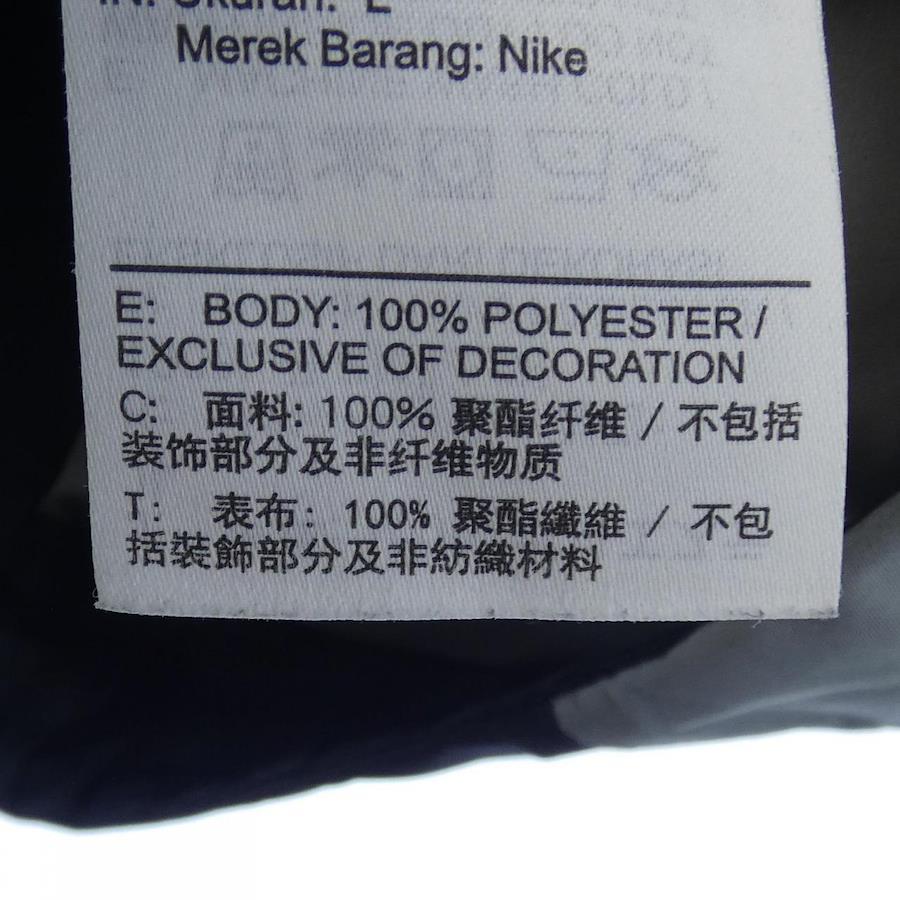 IN: Ukuran: L
Merek Barang: Nike
E: BODY: 100% POLYESTER /
EXCLUSIVE OF DECORATION
C: 面料: 100% 聚酯纤维 / 不包括
装饰部分及非纤维物质
T: 表布: 100% 聚酯纖維 / 不包
括裝飾部分及非紡織材料